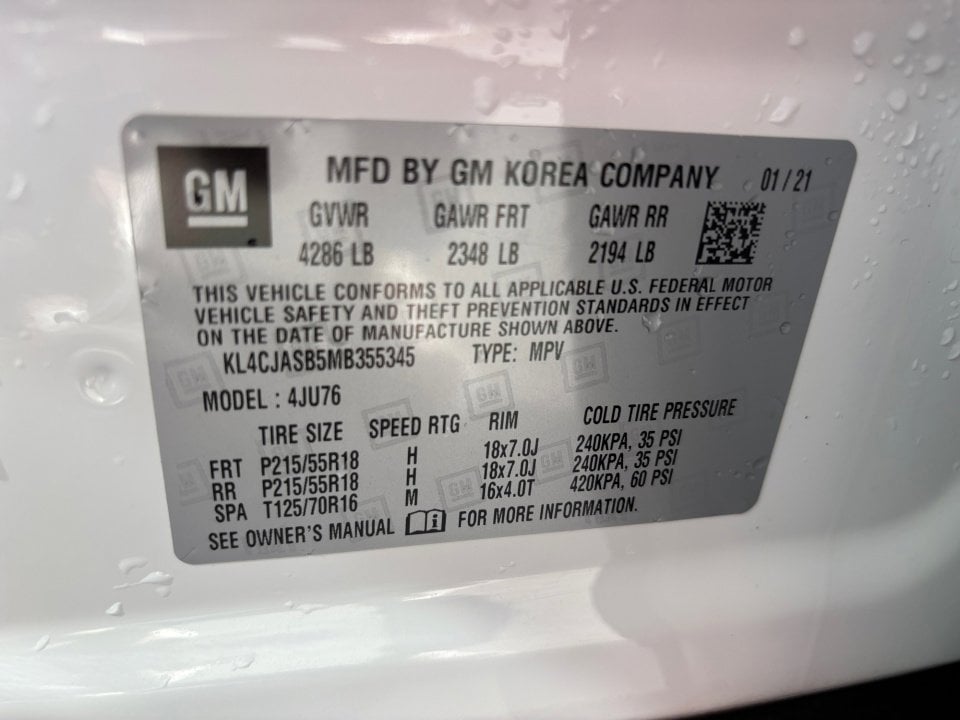 GM
MFD BY GM KOREA COMPANY 01/21
GVWR GAWR FRT GAWR RR
4286 LB 2348 LB 2194 LB
THIS VEHICLE CONFORMS TO ALL APPLICABLE U.S. FEDERAL MOTOR
VEHICLE SAFETY AND THEFT PREVENTION STANDARDS IN EFFECT
ON THE DATE OF MANUFACTURE SHOWN ABOVE.
KL4CJASB5MB355345 TYPE: MPV
MODEL : 4JU76
TIRE SIZE SPEED RTG RIM COLD TIRE PRESSURE
FRT P215/55R18 H 18x7.0J 240KPA, 35 PSI
RR P215/55R18 H 18x7.0J 240KPA, 35 PSI
SPA T125/70R16 M 16x4.0T 420KPA, 60 PSI
SEE OWNER'S MANUAL FOR MORE INFORMATION.